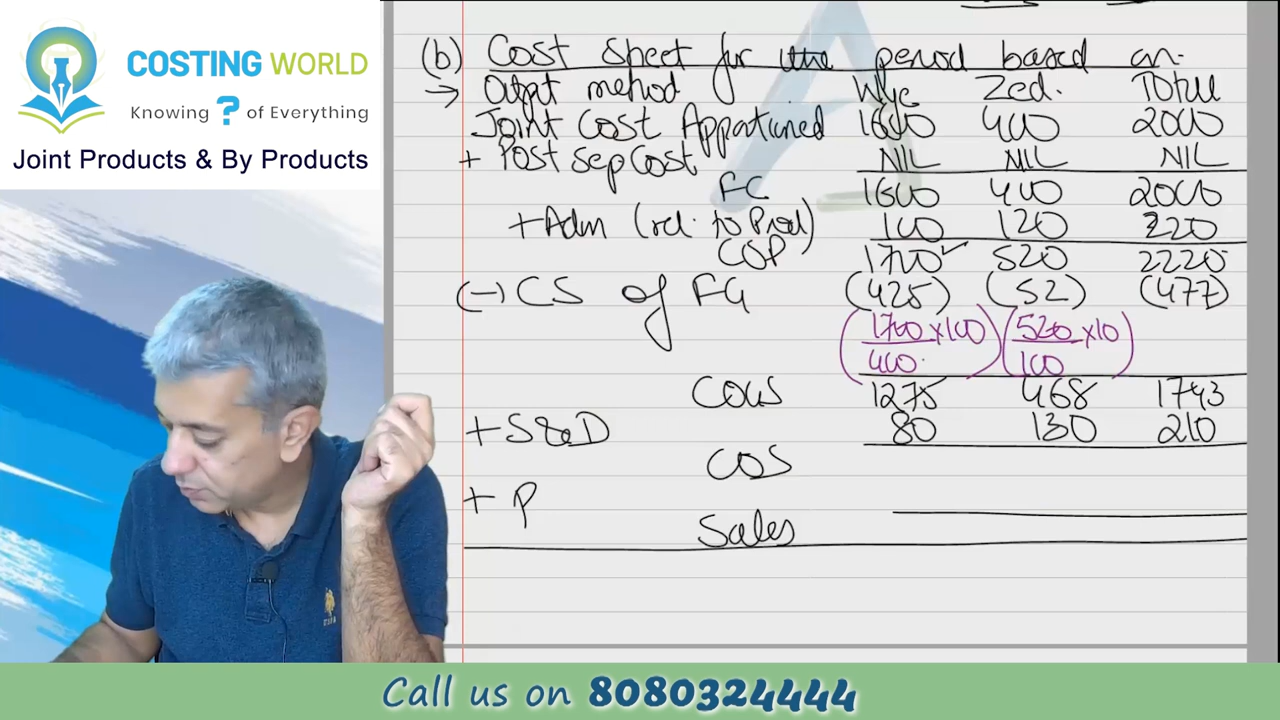 COSTING WORLD
Knowing ? of Everything
Joint Products & By Products
(b) Cost sheet for the period based on
→ Output method Wye Zed. Total
Joint Cost Apportioned 1600 400 2000
+ Post Sep Cost NIL NIL NIL
FC 1600 400 2000
+ Adm (rel. to Prod) 100 120 220
COP 1700 ✓ 520 2220
(-) CS of FG (425) (52) (477)
(1700/400 × 100) (520/100 × 10)
COGS 1275 468 1743
+ S&D 80 130 210
COS
+ P
Sales
Call us on 8080324444